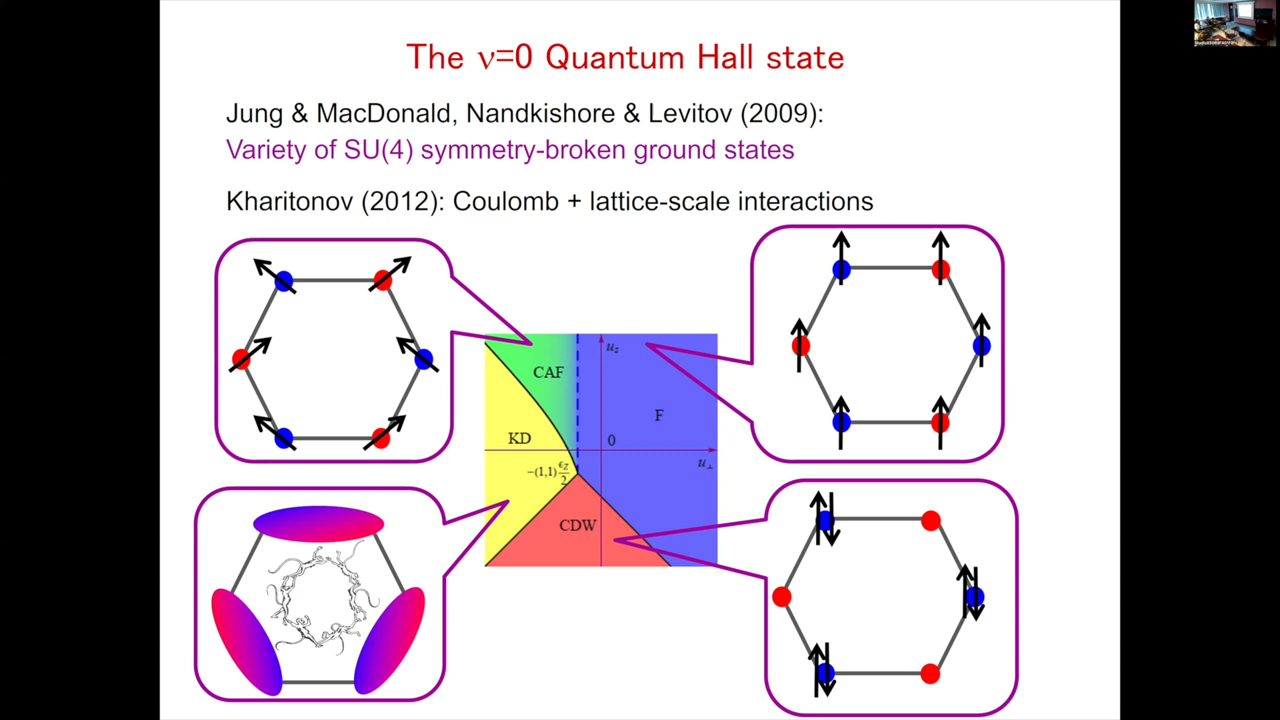 The ν=0 Quantum Hall state
Jung & MacDonald, Nandkishore & Levitov (2009):
Variety of SU(4) symmetry-broken ground states
Kharitonov (2012): Coulomb + lattice-scale interactions
u_z
CAF
F
KD
0
u_⊥
−(1,1) ϵ_Z/2
CDW